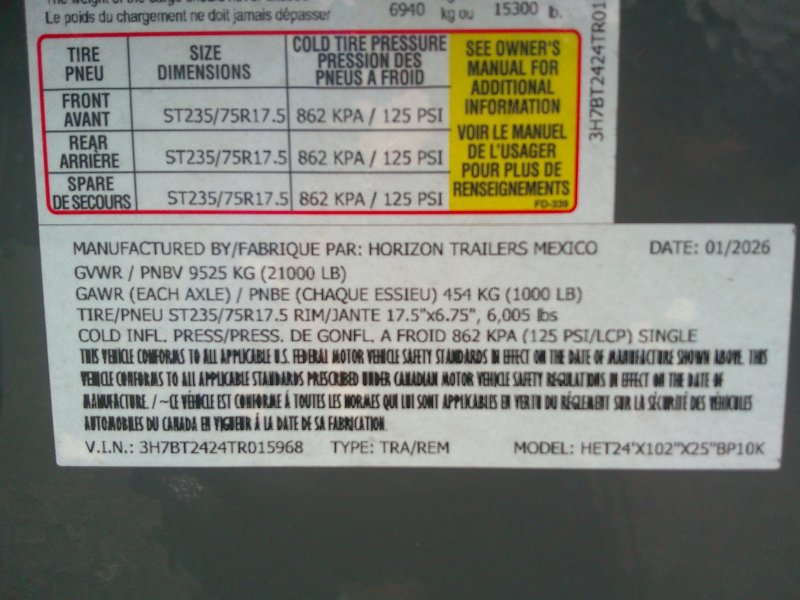 Le poids du chargement ne doit jamais dépasser 6940 kg ou 15300 lb.
TIRE PNEU SIZE DIMENSIONS COLD TIRE PRESSURE PRESSION DES PNEUS A FROID
FRONT AVANT ST235/75R17.5 862 KPA / 125 PSI
REAR ARRIÈRE ST235/75R17.5 862 KPA / 125 PSI
SPARE DE SECOURS ST235/75R17.5 862 KPA / 125 PSI
SEE OWNER'S
MANUAL FOR
ADDITIONAL
INFORMATION
VOIR LE MANUEL
DE L'USAGER
POUR PLUS DE
RENSEIGNEMENTS
FD-339
3H7BT2424TR01
MANUFACTURED BY/FABRIQUE PAR: HORIZON TRAILERS MEXICO DATE: 01/2026
GVWR / PNBV 9525 KG (21000 LB)
GAWR (EACH AXLE) / PNBE (CHAQUE ESSIEU) 454 KG (1000 LB)
TIRE/PNEU ST235/75R17.5 RIM/JANTE 17.5"x6.75", 6,005 lbs
COLD INFL. PRESS/PRESS. DE GONFL. A FROID 862 KPA (125 PSI/LCP) SINGLE
THIS VEHICLE CONFORMS TO ALL APPLICABLE U.S. FEDERAL MOTOR VEHICLE SAFETY STANDARDS IN EFFECT ON THE DATE OF MANUFACTURE SHOWN ABOVE. THIS
VEHICLE CONFORMS TO ALL APPLICABLE STANDARDS PRESCRIBED UNDER CANADIAN MOTOR VEHICLE SAFETY REGULATIONS IN EFFECT ON THE DATE OF
MANUFACTURE. / ~CE VÉHICLE EST CONFORME À TOUTES LES NORMES QUI LUI SONT APPLICABLES EN VERTU DU RÉGLEMENT SUR LA SÉCURITÉ DES VÉHICULES
AUTOMOBILES DU CANADA EN VIGUEUR Á LA DATE DE SA FABRICATION.
V.I.N.: 3H7BT2424TR015968 TYPE: TRA/REM MODEL: HET24'X102"X25"BP10K